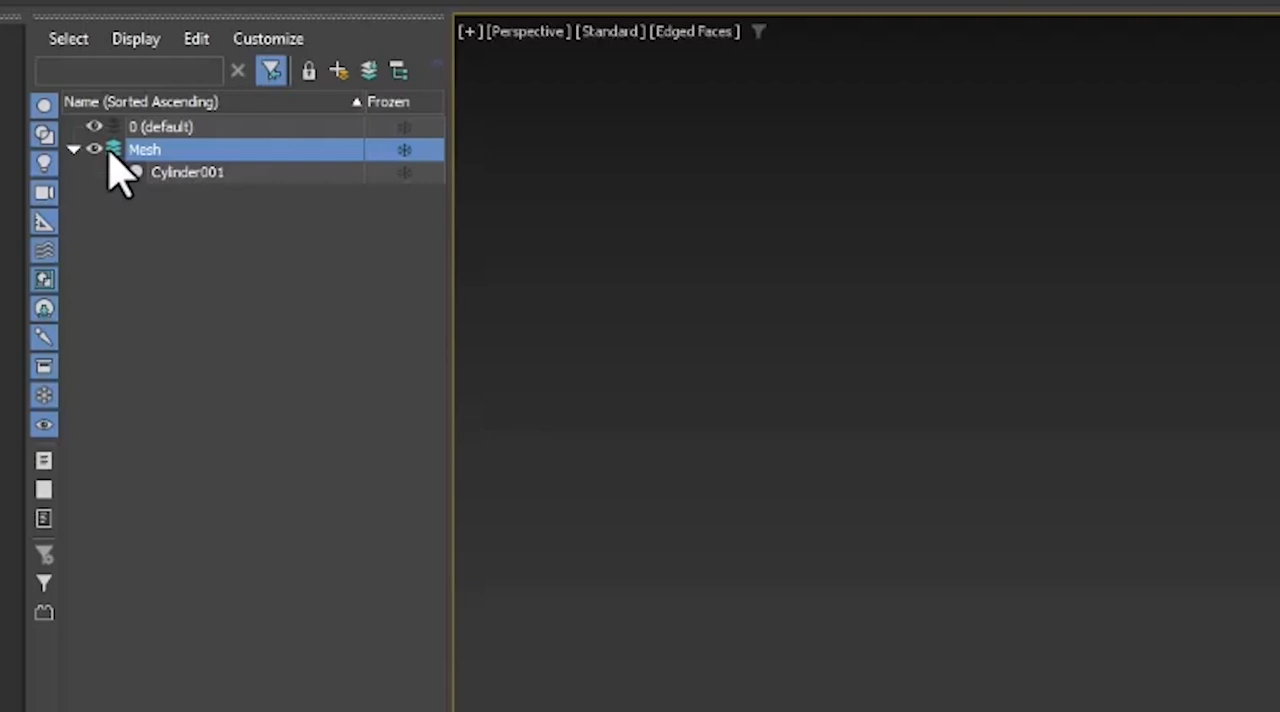 Select Display Edit Customize
[+] [Perspective] [Standard] [Edged Faces]
Name (Sorted Ascending) Frozen
0 (default)
Mesh
Cylinder001